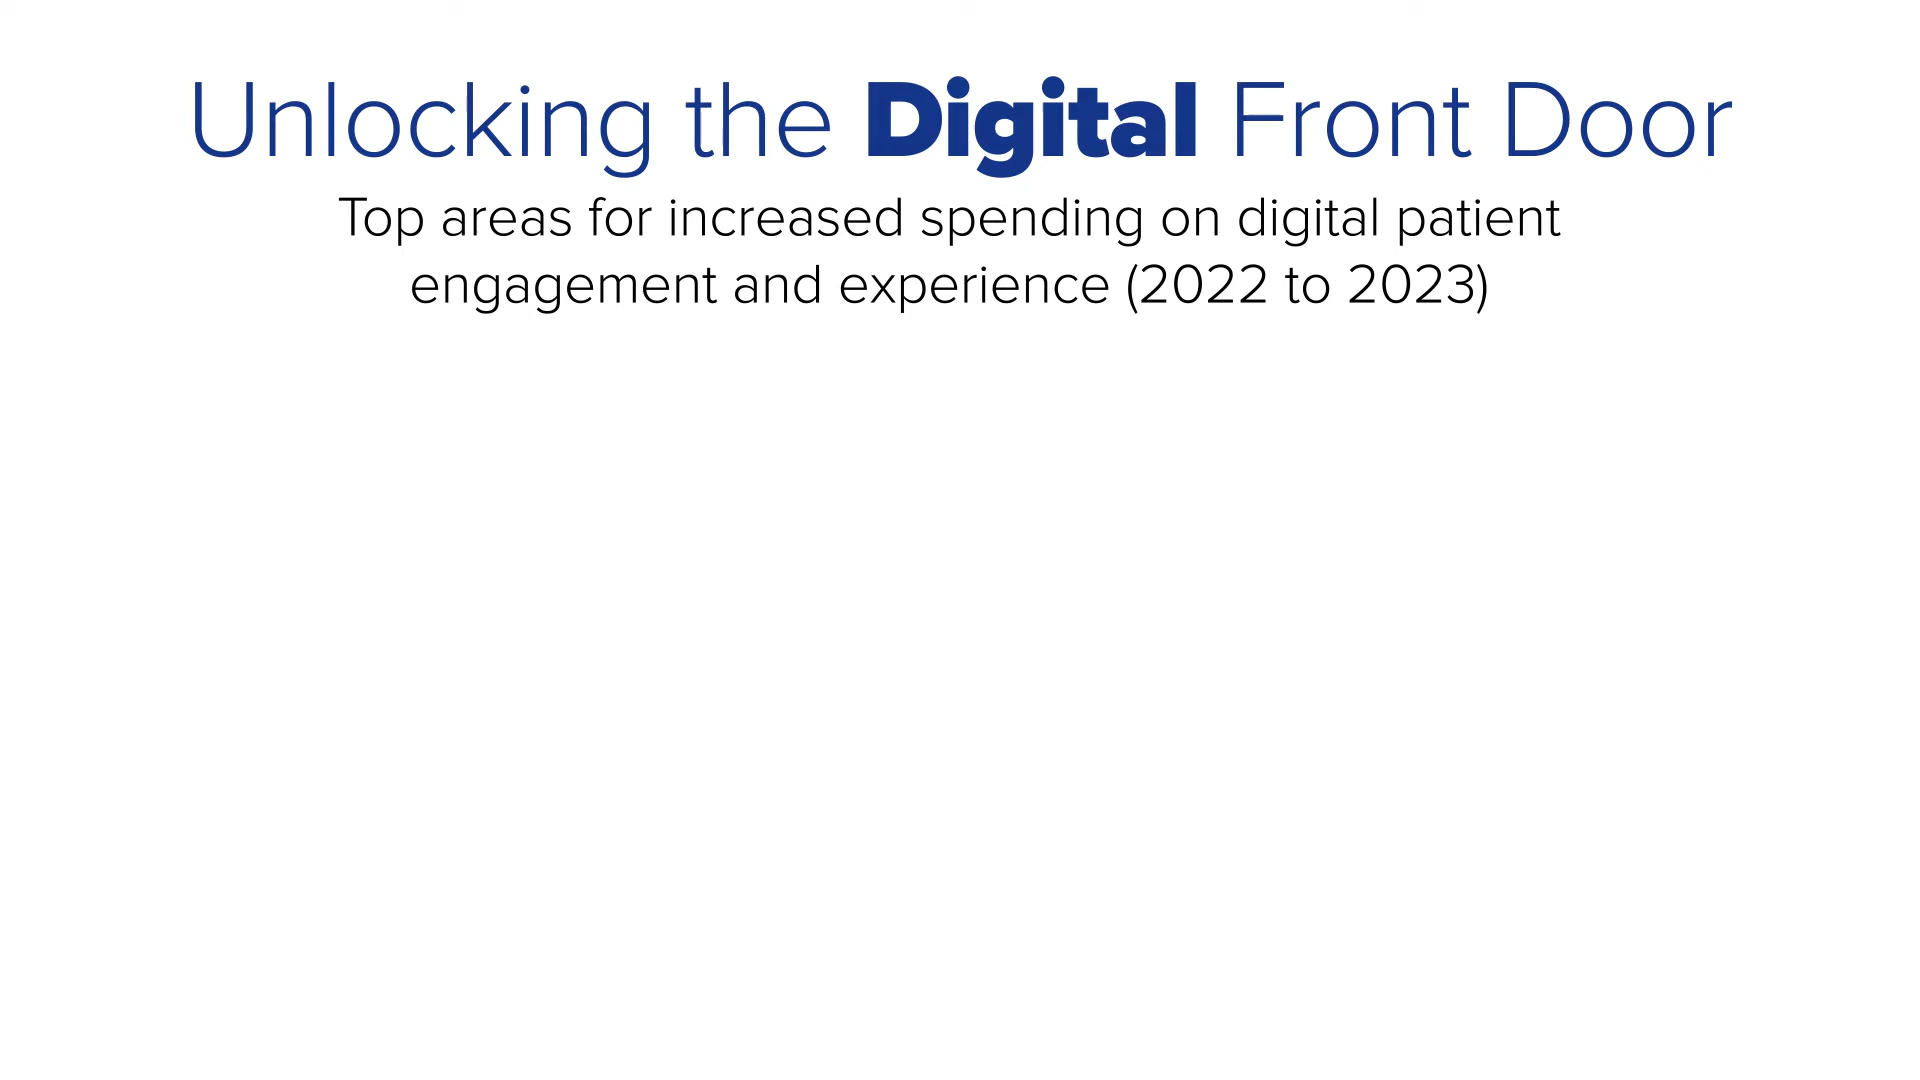 Unlocking the Digital Front Door
Top areas for increased spending on digital patient
engagement and experience (2022 to 2023)